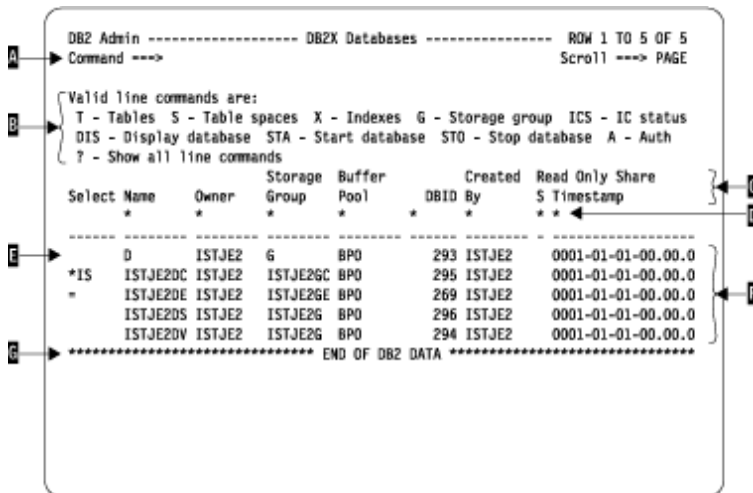 DB2 Admin ------------------- DB2X Databases ----------------- ROW 1 TO 5 OF 5
A Command ---> Scroll ---> PAGE
Valid line commands are:
T - Tables S - Table spaces X - Indexes G - Storage group ICS - IC status
B DIS - Display database STA - Start database STO - Stop database A - Auth
? - Show all line commands
Storage Buffer Created Read Only Share
Select Name Owner Group Pool DBID By S Timestamp
* * * * * * * *
------ -------- -------- -------- -------- ------ -------- - -------------------
E D ISTJE2 G BP0 293 ISTJE2 0001-01-01-00.00.0
*IS ISTJE2DC ISTJE2 ISTJE2GC BP0 295 ISTJE2 0001-01-01-00.00.0
= ISTJE2DE ISTJE2 ISTJE2GE BP0 269 ISTJE2 0001-01-01-00.00.0
ISTJE2DS ISTJE2 ISTJE2G BP0 296 ISTJE2 0001-01-01-00.00.0
ISTJE2DV ISTJE2 ISTJE2G BP0 294 ISTJE2 0001-01-01-00.00.0
G ******************************* END OF DB2 DATA *******************************